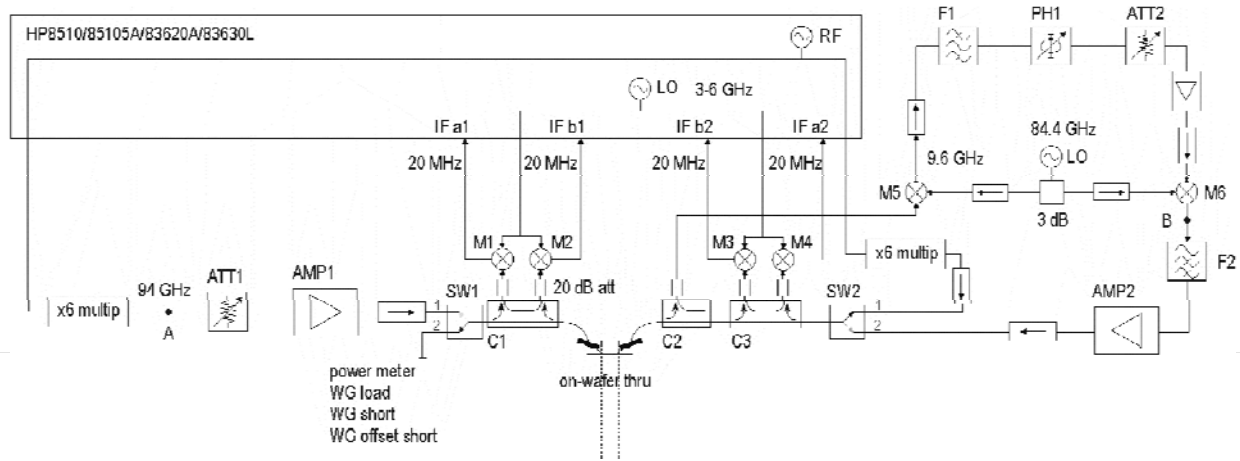 HP8510/85105A/83620A/83630L
RF
LO 3-6 GHz
IF a1
IF b1
IF b2
IF a2
20 MHz
20 MHz
20 MHz
20 MHz
F1
PH1
ATT2
84.4 GHz
LO
9.6 GHz
M5
M6
3 dB
B
F2
M1
M2
M3
M4
x6 multip
94 GHz
A
ATT1
AMP1
x6 multip
20 dB att
SW1
1
2
C1
C2
C3
SW2
1
2
AMP2
on-wafer thru
power meter
WG load
WG short
WG offset short